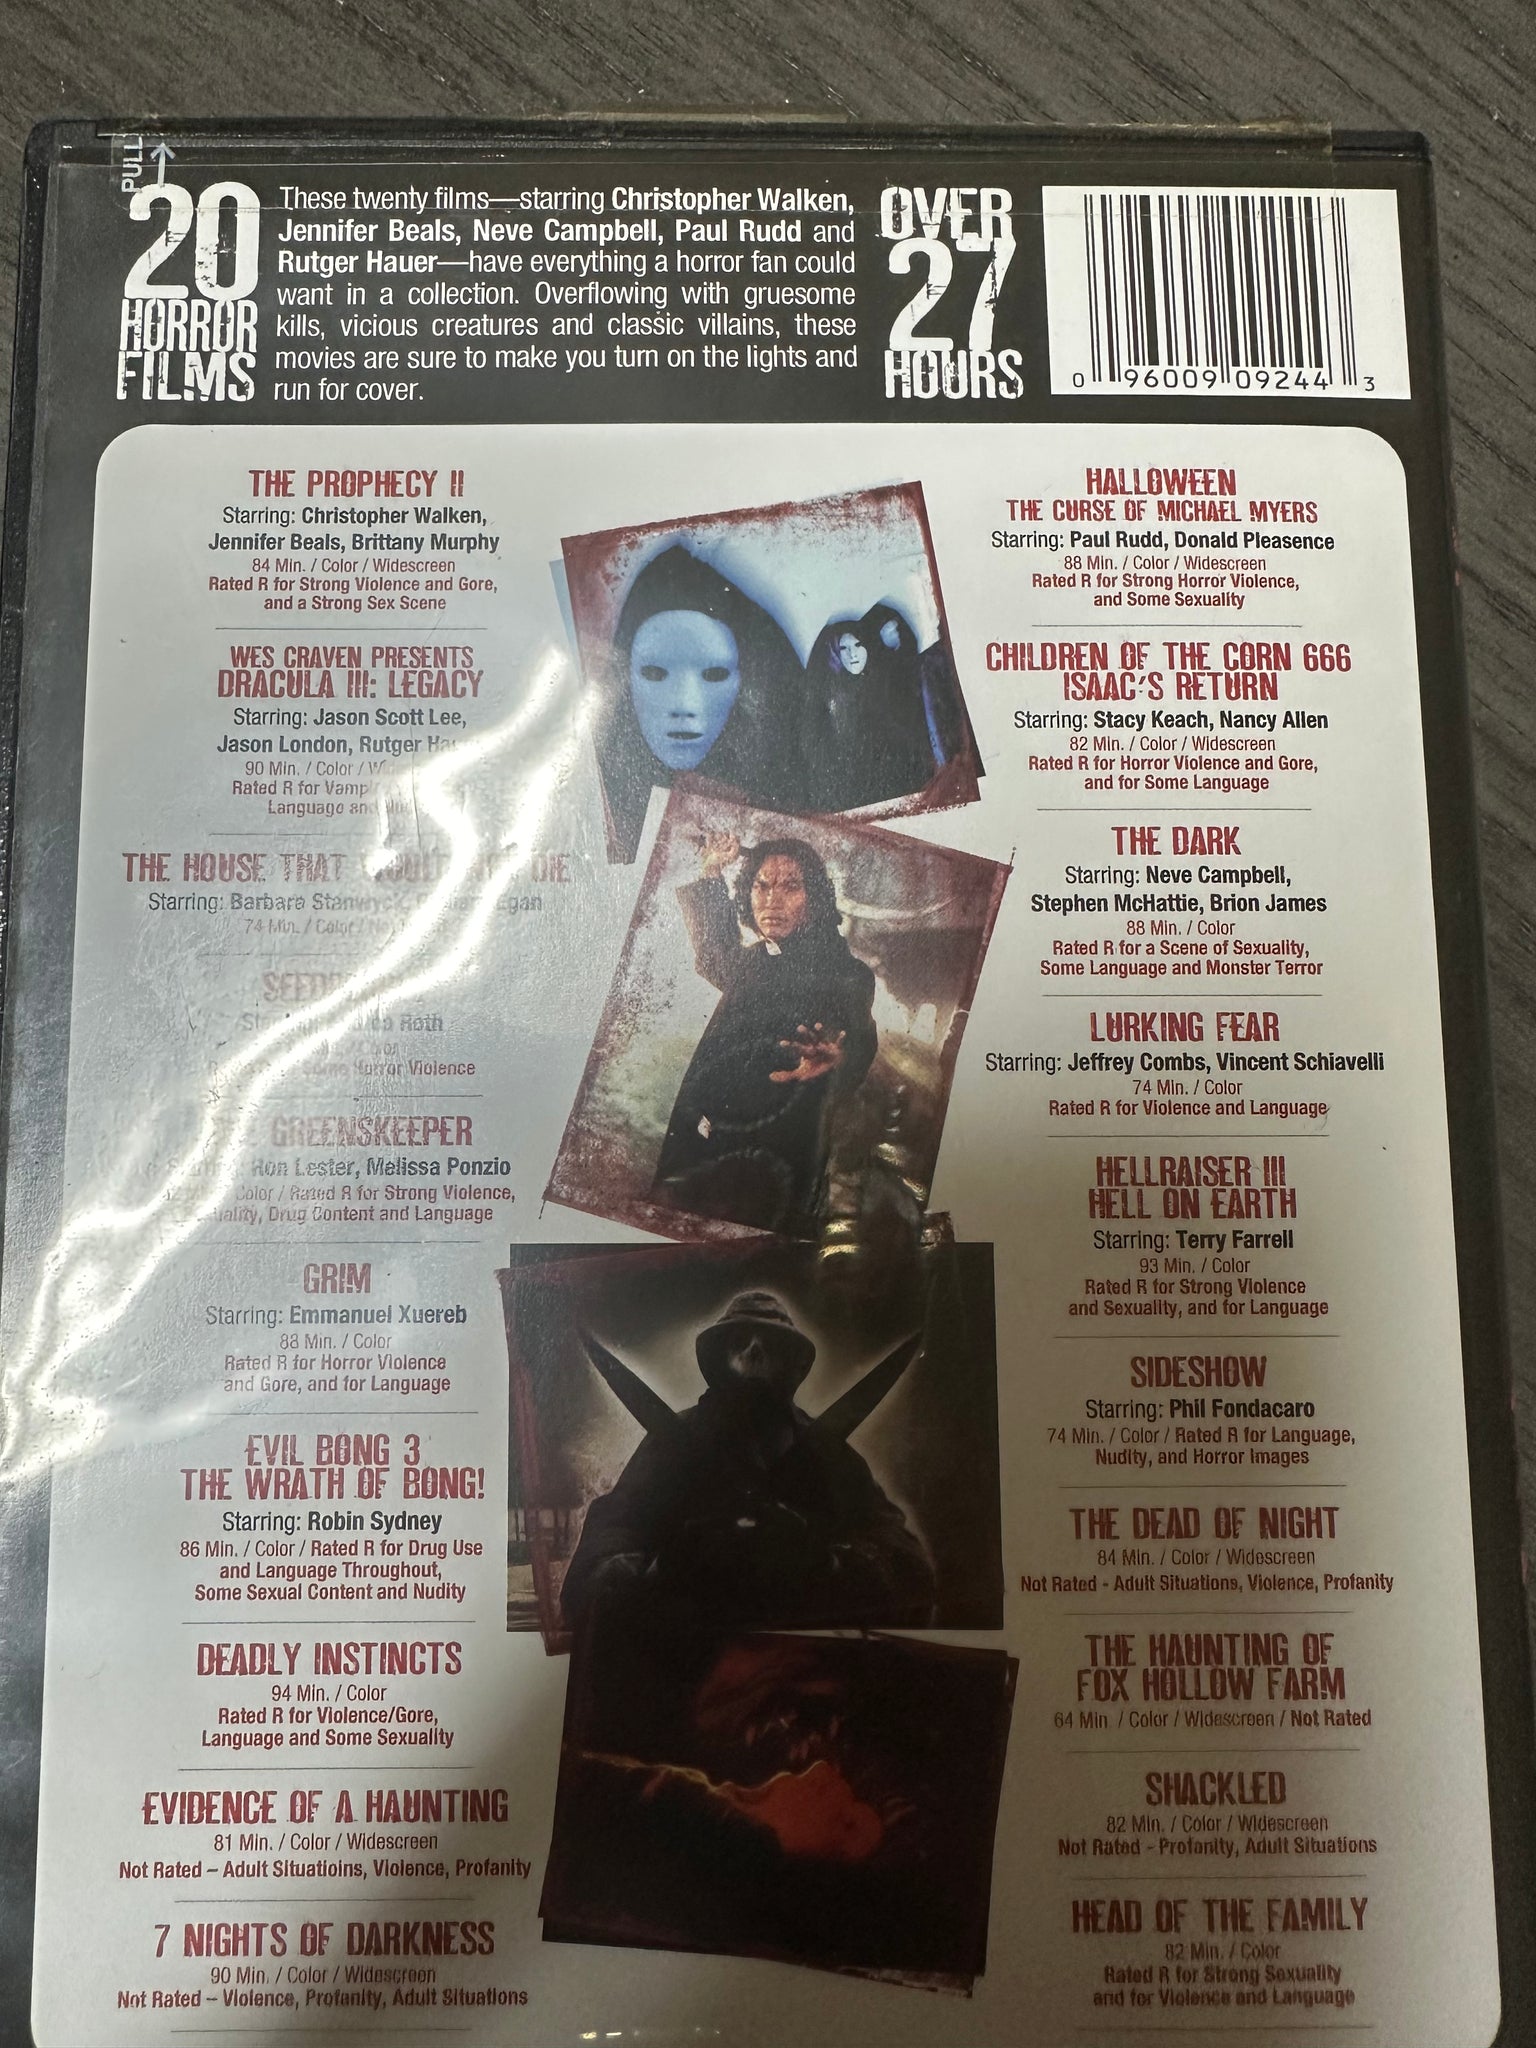 PULL
20
HORROR
FILMS
These twenty films—starring Christopher Walken,
Jennifer Beals, Neve Campbell, Paul Rudd and
Rutger Hauer—have everything a horror fan could
want in a collection. Overflowing with gruesome
kills, vicious creatures and classic villains, these
movies are sure to make you turn on the lights and
run for cover.
OVER
27
HOURS
0 96009 09244 3
THE PROPHECY II
Starring: Christopher Walken,
Jennifer Beals, Brittany Murphy
84 Min. / Color / Widescreen
Rated R for Strong Violence and Gore,
and a Strong Sex Scene
WES CRAVEN PRESENTS
DRACULA III: LEGACY
Starring: Jason Scott Lee,
Jason London, Rutger
90 Min. / Color /
Rated R for
Language and
THE HOUSE THAT DIE
Starring: Barbara Stanwyck, Egan
74 Min. / Color /
Roth
Some Horror Violence
GREENSKEEPER
Ron Lester, Melissa Ponzio
Color / Rated R for Strong Violence,
Drug Content and Language
GRIM
Starring: Emmanuel Xuereb
88 Min. / Color
Rated R for Horror Violence
and Gore, and for Language
EVIL BONG 3
THE WRATH OF BONG!
Starring: Robin Sydney
86 Min. / Color / Rated R for Drug Use
and Language Throughout,
Some Sexual Content and Nudity
DEADLY INSTINCTS
94 Min. / Color
Rated R for Violence/Gore,
Language and Some Sexuality
EVIDENCE OF A HAUNTING
81 Min. / Color / Widescreen
Not Rated – Adult Situatioins, Violence, Profanity
7 NIGHTS OF DARKNESS
90 Min. / Color / Widescreen
Not Rated – Violence, Profanity, Adult Situations
HALLOWEEN
THE CURSE OF MICHAEL MYERS
Starring: Paul Rudd, Donald Pleasence
88 Min. / Color / Widescreen
Rated R for Strong Horror Violence,
and Some Sexuality
CHILDREN OF THE CORN 666
ISAAC'S RETURN
Starring: Stacy Keach, Nancy Allen
82 Min. / Color / Widescreen
Rated R for Horror Violence and Gore,
and for Some Language
THE DARK
Starring: Neve Campbell,
Stephen McHattie, Brion James
88 Min. / Color
Rated R for a Scene of Sexuality,
Some Language and Monster Terror
LURKING FEAR
Starring: Jeffrey Combs, Vincent Schiavelli
74 Min. / Color
Rated R for Violence and Language
HELLRAISER III
HELL ON EARTH
Starring: Terry Farrell
93 Min. / Color
Rated R for Strong Violence
and Sexuality, and for Language
SIDESHOW
Starring: Phil Fondacaro
74 Min. / Color / Rated R for Language,
Nudity, and Horror Images
THE DEAD OF NIGHT
84 Min. / Color / Widescreen
Not Rated - Adult Situations, Violence, Profanity
THE HAUNTING OF
FOX HOLLOW FARM
64 Min / Color / Widescreen / Not Rated
SHACKLED
82 Min. / Color / Widescreen
Not Rated - Profanity, Adult Situations
HEAD OF THE FAMILY
82 Min. / Color
Rated R for Strong Sexuality
and for Violence and Language